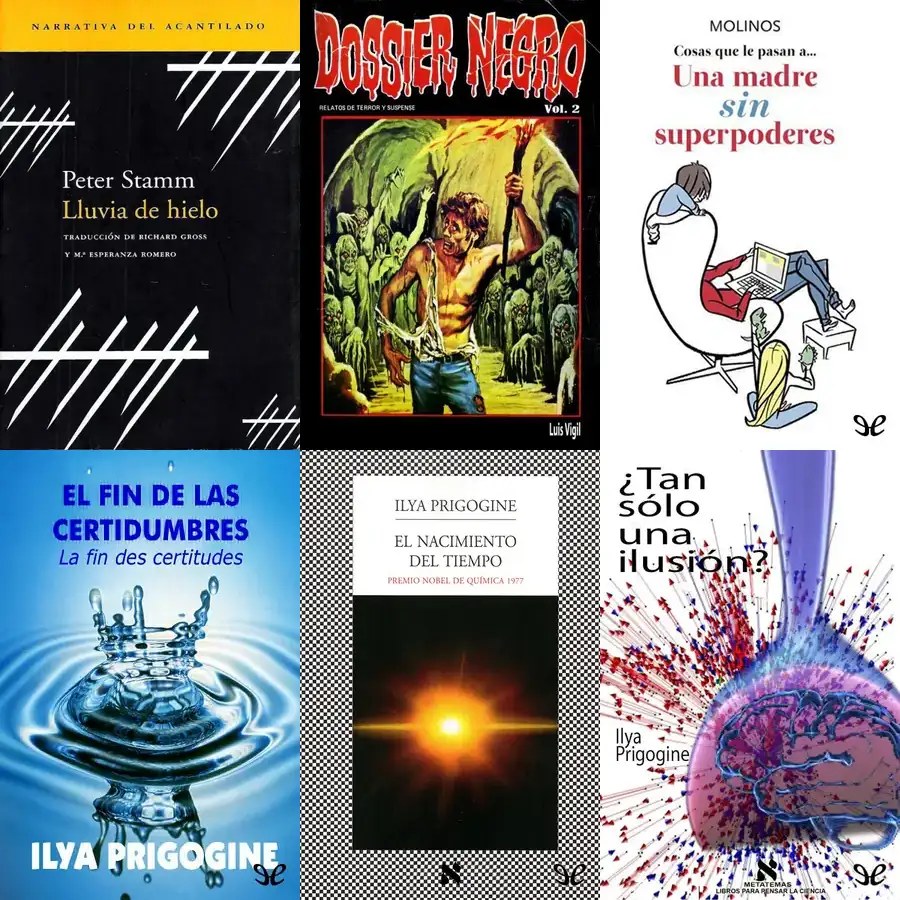 NARRATIVA DEL ACANTILADO
Peter Stamm
Lluvia de hielo
TRADUCCIÓN DE RICHARD GROSS
Y M.ª ESPERANZA ROMERO
DOSSIER NEGRO
RELATOS DE TERROR Y SUSPENSE
Vol. 2
Luis Vigil
MOLINOS
Cosas que le pasan a...
Una madre
sin
superpoderes
EL FIN DE LAS
CERTIDUMBRES
La fin des certitudes
ILYA PRIGOGINE
ILYA PRIGOGINE
EL NACIMIENTO
DEL TIEMPO
PREMIO NOBEL DE QUÍMICA 1977
¿Tan
sólo
una
ilusión?
Ilya
Prigogine
METATEMAS
LIBROS PARA PENSAR LA CIENCIA